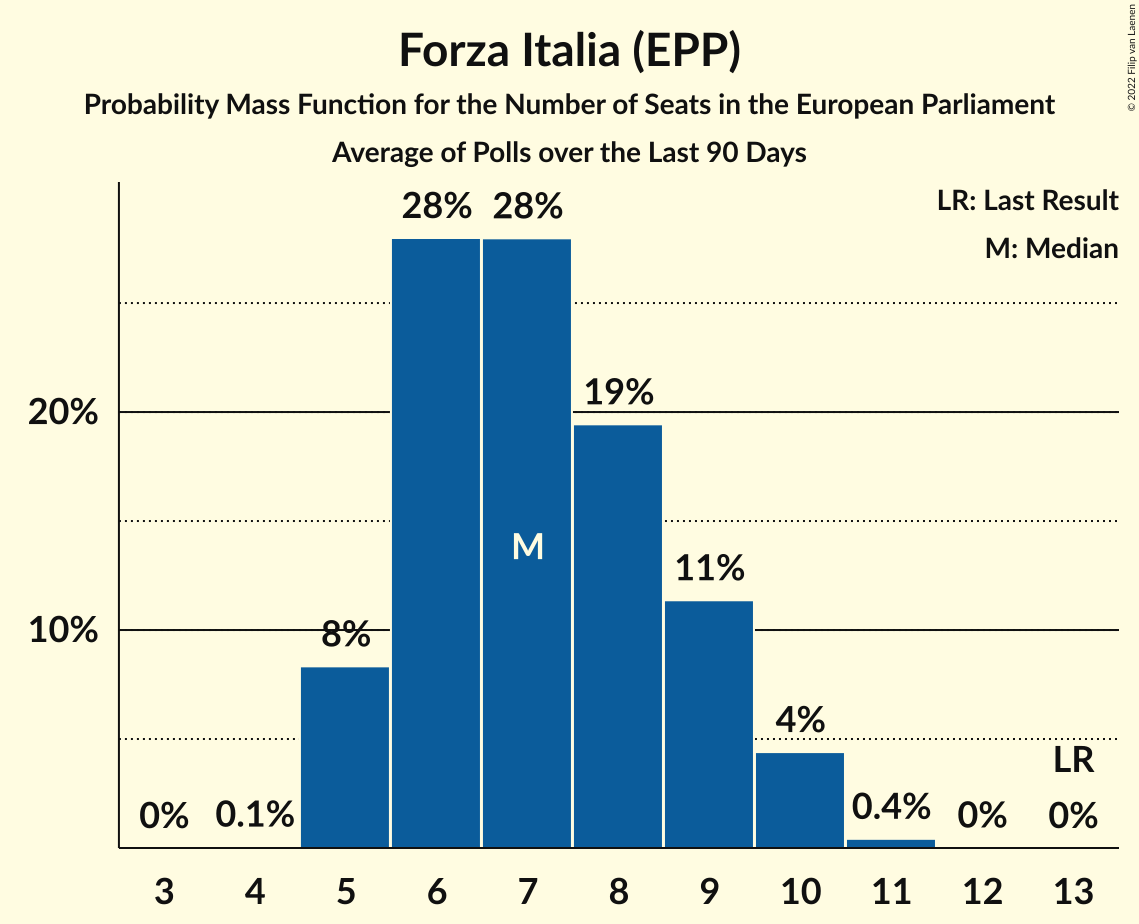 Forza Italia (EPP)
Probability Mass Function for the Number of Seats in the European Parliament
Average of Polls over the Last 90 Days
© 2022 Filip van Laenen
LR: Last Result
M: Median
28% 28%
20%
19%
M
11%
10%
8%
4%
LR
0% 0.1% 0.4% 0% 0%
3 4 5 6 7 8 9 10 11 12 13